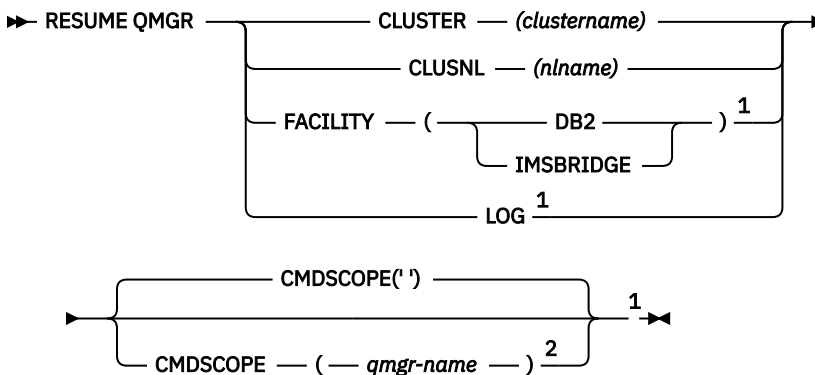 RESUME QMGR CLUSTER (clustername)
CLUSNL (nlname)
FACILITY ( DB2 ) 1
IMSBRIDGE
LOG 1
CMDSCOPE(' ')
1
CMDSCOPE ( qmgr-name ) 2